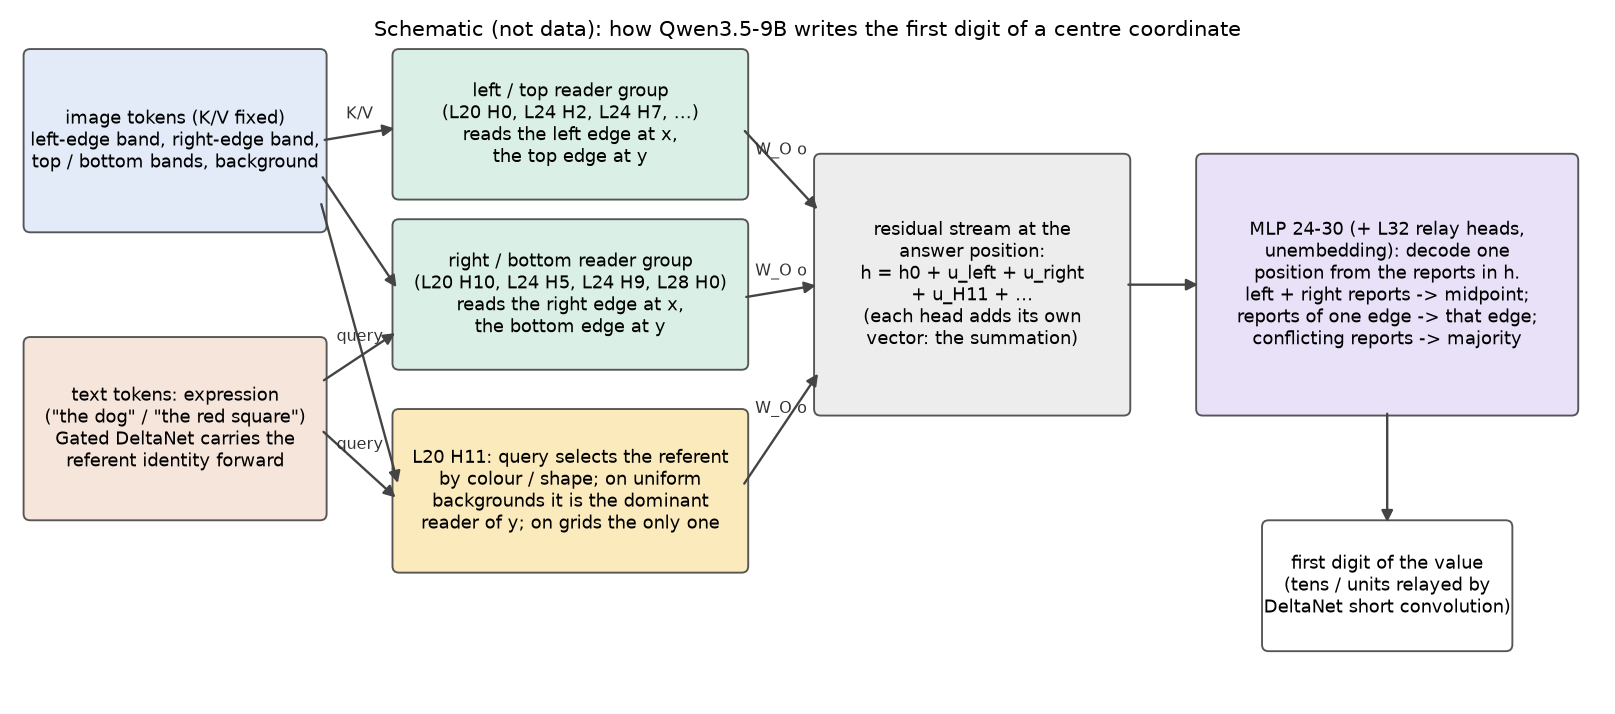 Schematic (not data): how Qwen3.5-9B writes the first digit of a centre coordinate
image tokens (K/V fixed)
left-edge band, right-edge band,
top / bottom bands, background
K/V
left / top reader group
(L20 H0, L24 H2, L24 H7, ...)
reads the left edge at x,
the top edge at y
W_O o
right / bottom reader group
(L20 H10, L24 H5, L24 H9, L28 H0)
reads the right edge at x,
the bottom edge at y
W_O o
text tokens: expression
("the dog" / "the red square")
Gated DeltaNet carries the
referent identity forward
query
query
L20 H11: query selects the referent
by colour / shape; on uniform
backgrounds it is the dominant
reader of y; on grids the only one
W_O o
residual stream at the
answer position:
h = h0 + u_left + u_right
+ u_H11 + ...
(each head adds its own
vector: the summation)
MLP 24-30 (+ L32 relay heads,
unembedding): decode one
position from the reports in h.
left + right reports -> midpoint;
reports of one edge -> that edge;
conflicting reports -> majority
first digit of the value
(tens / units relayed by
DeltaNet short convolution)